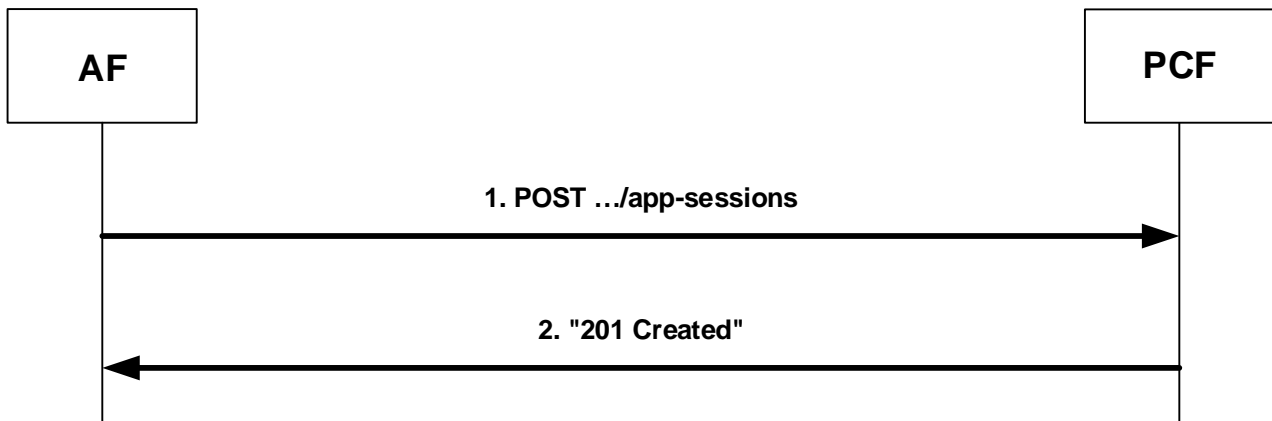 AF
PCF
1. POST …/app-sessions
2. "201 Created"